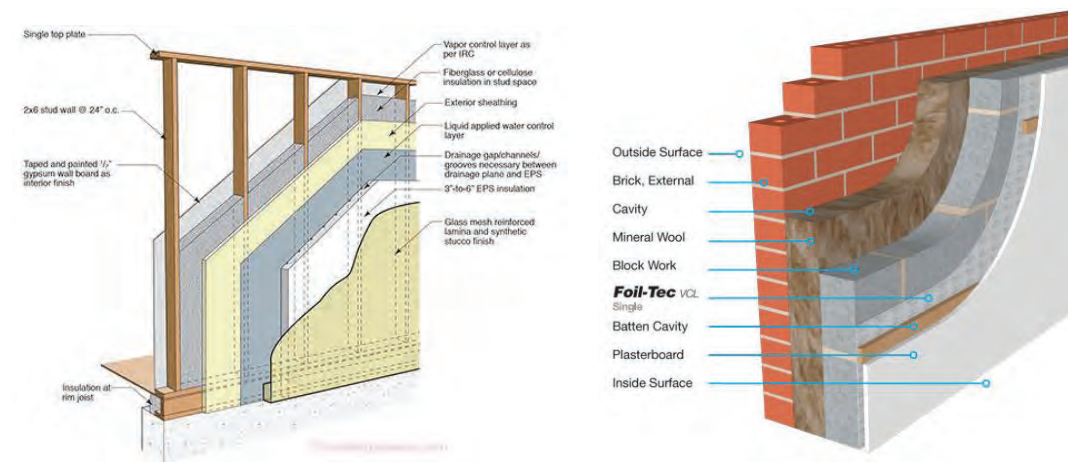 Single top plate
2x6 stud wall @ 24" o.c.
Taped and painted 1/2"
gypsum wall board as
interior finish
Insulation at
rim joist
Vapor control layer as
per IRC
Fiberglass or cellulose
insulation in stud space
Exterior sheathing
Liquid applied water control
layer
Drainage gap/channels/
grooves necessary between
drainage plane and EPS
3"-to-6" EPS insulation
Glass mesh reinforced
lamina and synthetic
stucco finish
Outside Surface
Brick, External
Cavity
Mineral Wool
Block Work
Foil-Tec VCL
Single
Batten Cavity
Plasterboard
Inside Surface